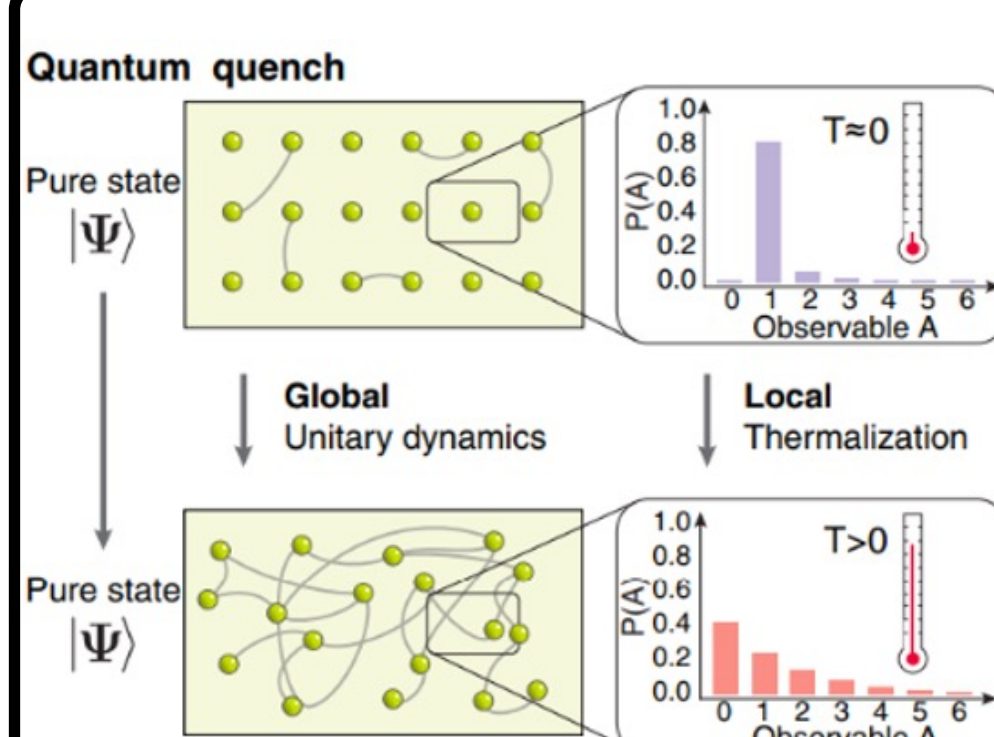 Quantum quench
Pure state
|Ψ⟩
1.0
0.8
0.6
0.4
0.2
0.0
P(A)
T≈0
0 1 2 3 4 5 6
Observable A
Global
Unitary dynamics
Local
Thermalization
Pure state
|Ψ⟩
1.0
0.8
0.6
0.4
0.2
0.0
P(A)
T>0
0 1 2 3 4 5 6
Observable A